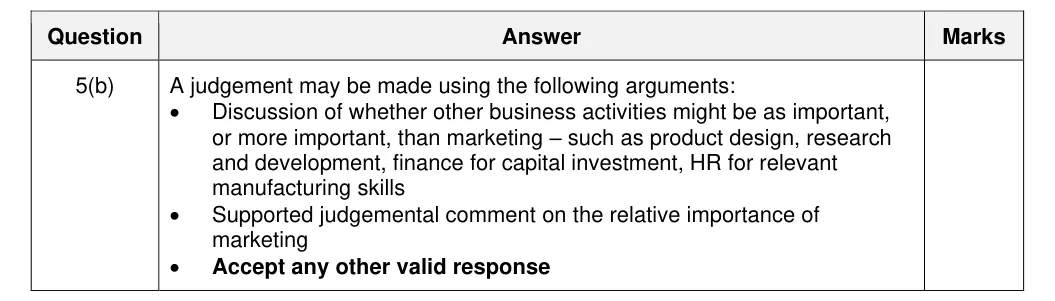 Question Answer Marks
5(b) A judgement may be made using the following arguments:
• Discussion of whether other business activities might be as important,
or more important, than marketing – such as product design, research
and development, finance for capital investment, HR for relevant
manufacturing skills
• Supported judgemental comment on the relative importance of
marketing
• Accept any other valid response